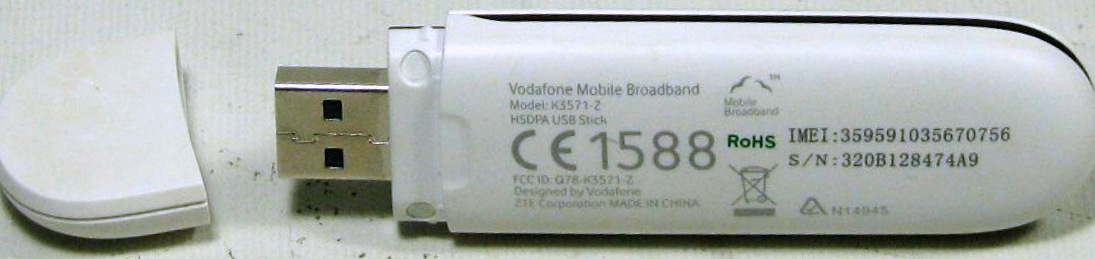 Vodafone Mobile Broadband
Model: K3571-Z
HSDPA USB Stick
CE1588
FCC ID: Q78-K3571-Z
Designed by Vodafone
ZTE Corporation MADE IN CHINA
TM
Mobile
Broadband
RoHS
IMEI:359591035670756
S/N:320B128474A9
N14945